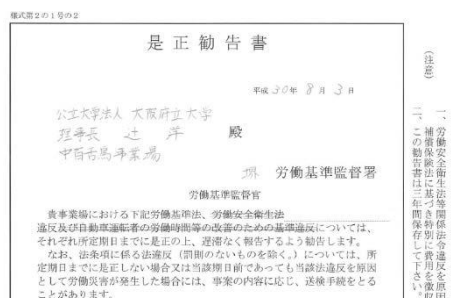 様式第2の1号の2
是正勧告書
平成30年8月3日
公立大学法人 大阪府立大学
理事長 辻 洋 殿
中百舌鳥事業場
堺 労働基準監督署
労働基準監督官
貴事業場における下記労働基準法、労働安全衛生法
違反及び自動車運転者の労働時間等の改善のための基準違反については、
それぞれ所定期日までに是正の上、遅滞なく報告するよう勧告します。
なお、法条項に係る法違反（罰則のないものを除く。）については、所
定期日までに是正しない場合又は当該期日前であっても当該法違反を原因
として労働災害が発生した場合には、事案の内容に応じ、送検手続をとる
ことがあります。
（注意）
一、労働安全衛生法等関係法令違反を原因
補償保険法に基づき特別に費用を徴収
二、この勧告書は三年間保存して下さい。